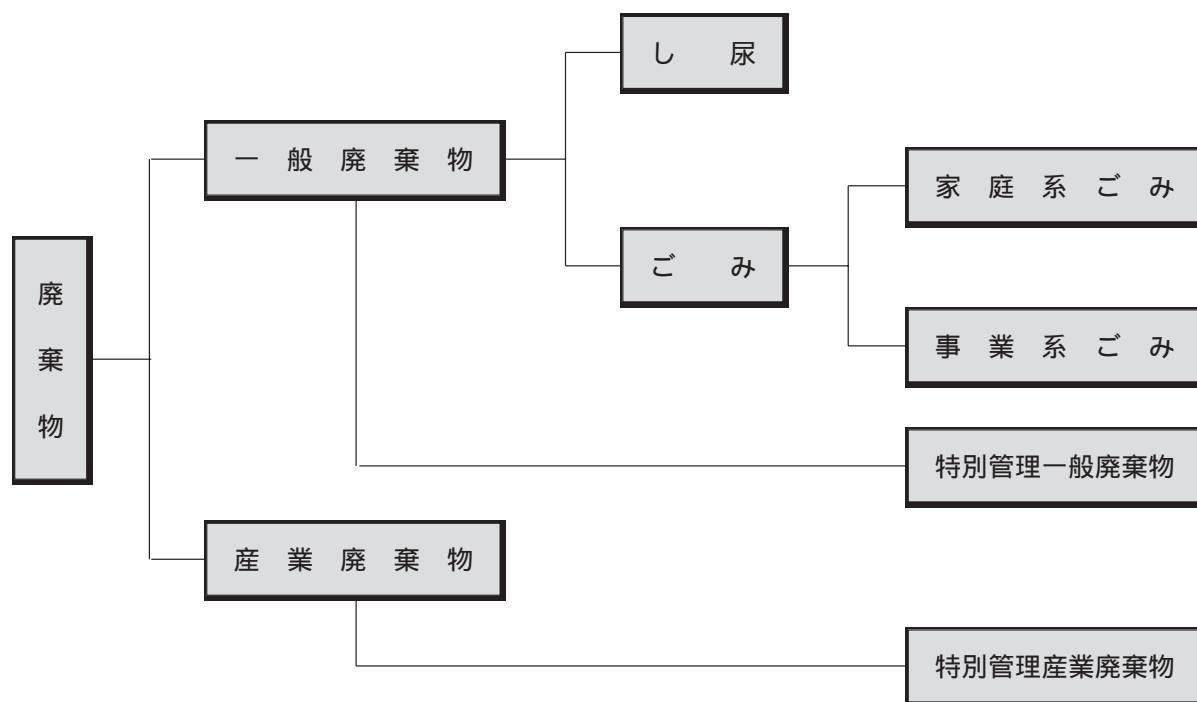 し尿
一般廃棄物
家庭系ごみ
ごみ
廃棄物
事業系ごみ
特別管理一般廃棄物
産業廃棄物
特別管理産業廃棄物